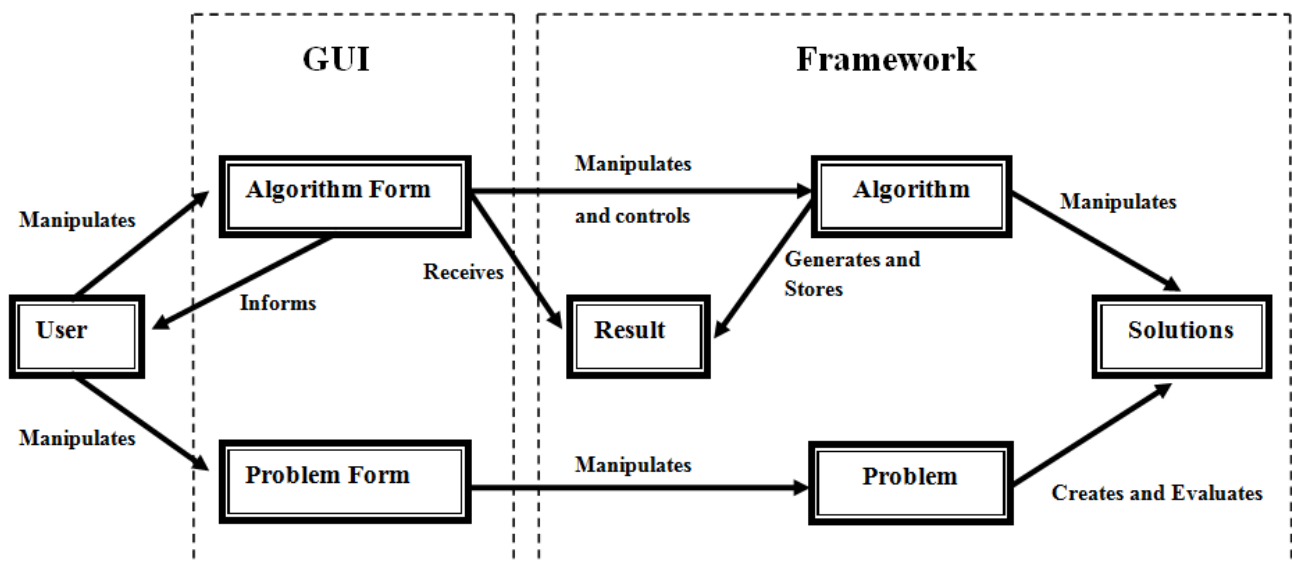 GUI
Framework
Algorithm Form
Manipulates
and controls
Algorithm
Manipulates
Manipulates
Informs
Receives
Generates and
Stores
User
Result
Solutions
Manipulates
Problem Form
Manipulates
Problem
Creates and Evaluates